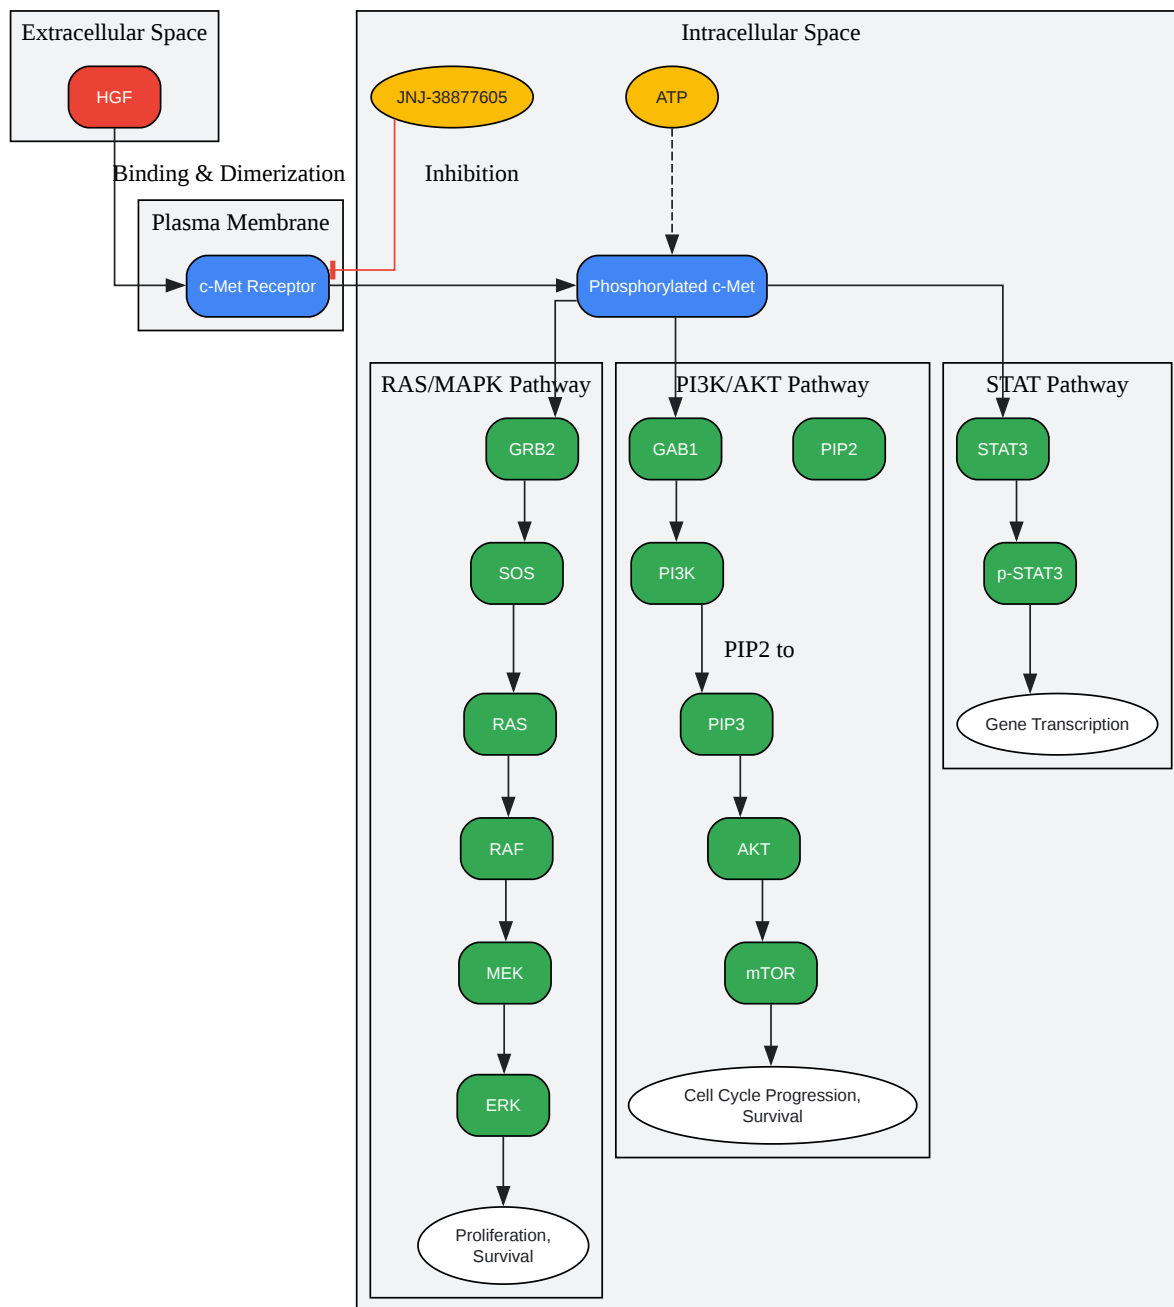 Extracellular Space
Intracellular Space
HGF
JNJ-38877605
ATP
Binding & Dimerization
Inhibition
Plasma Membrane
c-Met Receptor
Phosphorylated c-Met
RAS/MAPK Pathway
PI3K/AKT Pathway
STAT Pathway
GRB2
GAB1
PIP2
STAT3
SOS
PI3K
p-STAT3
PIP2 to
RAS
PIP3
Gene Transcription
RAF
AKT
MEK
mTOR
ERK
Cell Cycle Progression,
Survival
Proliferation,
Survival